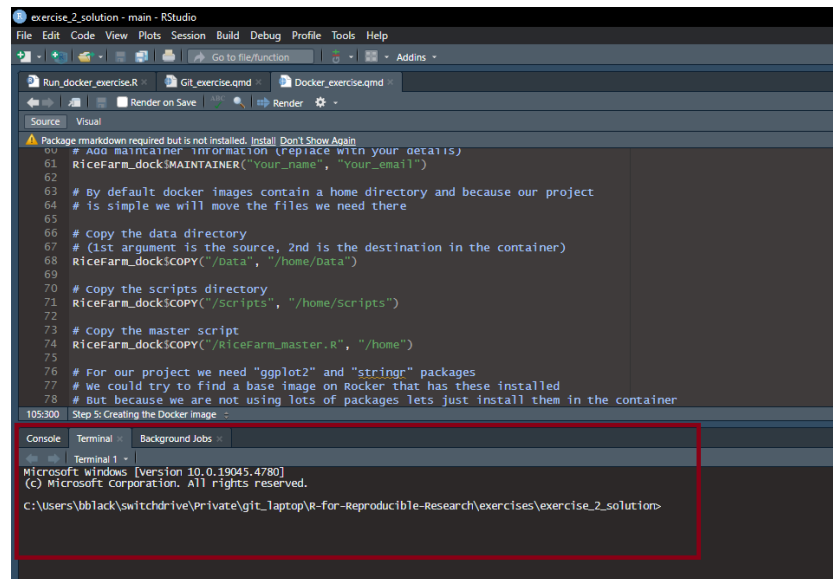 exercise_2_solution - main - RStudio
File Edit Code View Plots Session Build Debug Profile Tools Help
Go to file/function Addins
Run_docker_exercise.R Git_exercise.qmd Docker_exercise.qmd
Render on Save ABC Render
Source Visual
Package rmarkdown required but is not installed. Install Don't Show Again
60 # Add maintainer information (replace with your details)
61 RiceFarm_dock$MAINTAINER("Your_name", "Your_email")
62
63 # By default docker images contain a home directory and because our project
64 # is simple we will move the files we need there
65
66 # Copy the data directory
67 # (1st argument is the source, 2nd is the destination in the container)
68 RiceFarm_dock$COPY("/Data", "/home/Data")
69
70 # Copy the scripts directory
71 RiceFarm_dock$COPY("/Scripts", "/home/Scripts")
72
73 # Copy the master script
74 RiceFarm_dock$COPY("/RiceFarm_master.R", "/home")
75
76 # For our project we need "ggplot2" and "stringr" packages
77 # We could try to find a base image on Rocker that has these installed
78 # But because we are not using lots of packages lets just install them in the container
105:300 Step 5: Creating the Docker image
Console Terminal Background Jobs
Terminal 1
Microsoft Windows [Version 10.0.19045.4780]
(c) Microsoft Corporation. All rights reserved.
C:\Users\bblack\switchdrive\Private\git_laptop\R-for-Reproducible-Research\exercises\exercise_2_solution>